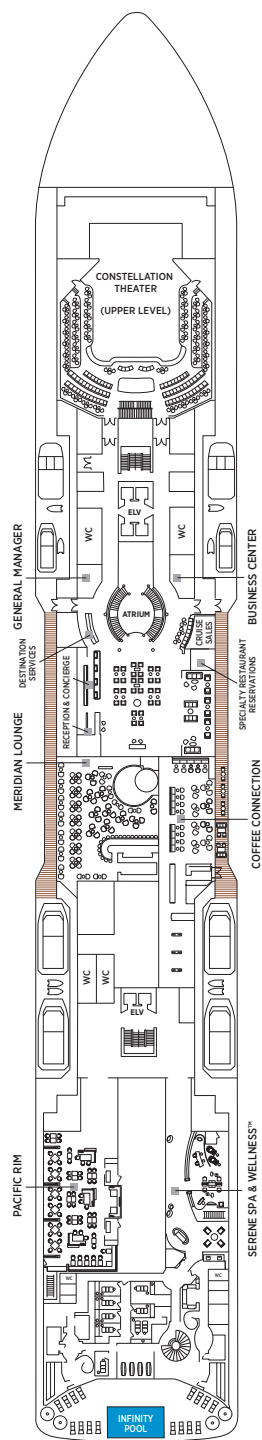 CONSTELLATION
THEATER
(UPPER LEVEL)
ELV
WC
WC
GENERAL MANAGER
BUSINESS CENTER
ATRIUM
DESTINATION
SERVICES
CRUISE
SALES
RECEPTION & CONCIERGE
SPECIALTY RESTAURANT
RESERVATIONS
MERIDIAN LOUNGE
COFFEE CONNECTION
WC
WC
ELV
PACIFIC RIM
SERENE SPA & WELLNESS™
WC
WC
INFINITY
POOL